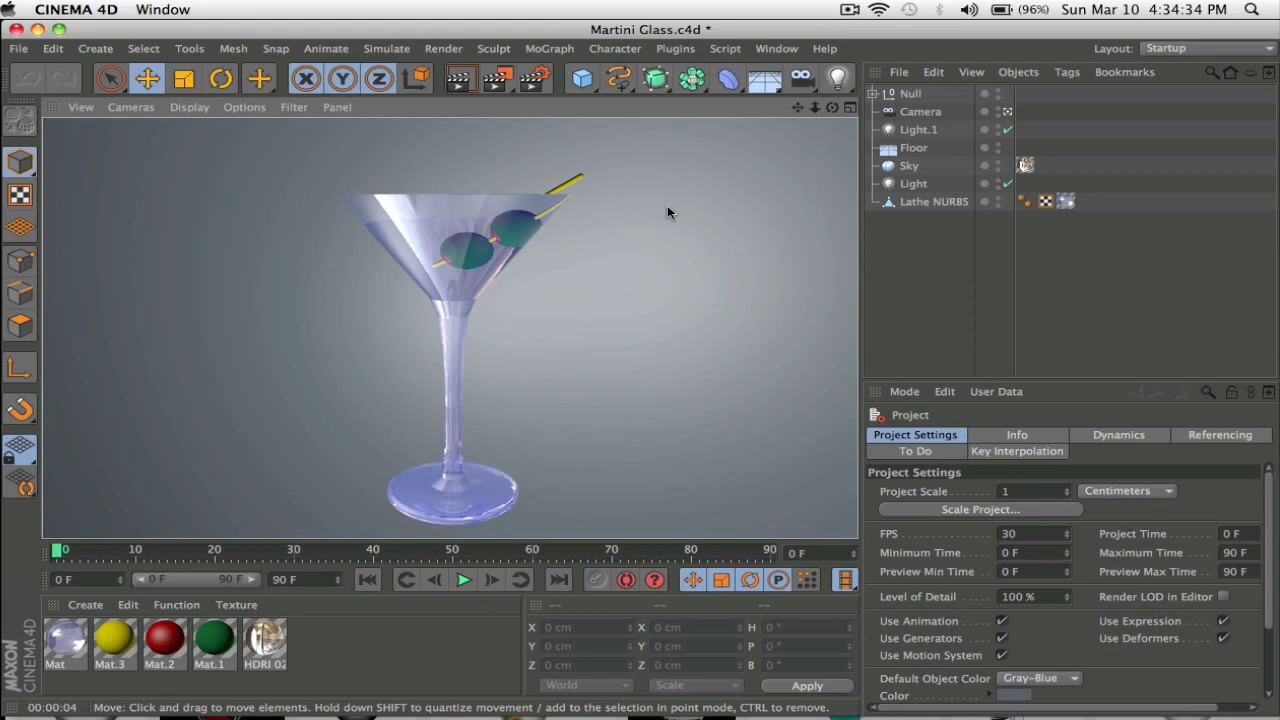 CINEMA 4D Window (96%) Sun Mar 10 4:34:34 PM
Martini Glass.c4d *
File Edit Create Select Tools Mesh Snap Animate Simulate Render Sculpt MoGraph Character Plugins Script Window Help Layout: Startup
X Y Z
File Edit View Objects Tags Bookmarks
View Cameras Display Options Filter Panel
Null
Camera
Light.1
Floor
Sky
Light
Lathe NURBS
Mode Edit User Data
Project
Project Settings Info Dynamics Referencing
To Do Key Interpolation
Project Settings
Project Scale 1 Centimeters
Scale Project...
FPS 30 Project Time 0 F
Minimum Time 0 F Maximum Time 90 F
Preview Min Time 0 F Preview Max Time 90 F
Level of Detail 100 % Render LOD in Editor
Use Animation Use Expression
Use Generators Use Deformers
Use Motion System
Default Object Color Gray-Blue
Color
0 10 20 30 40 50 60 70 80 90 0 F
0 F 0 F 90 F 90 F P
Create Edit Function Texture
Mat Mat.3 Mat.2 Mat.1 HDRI 02
-- -- --
X 0 cm X 0 cm H 0 °
Y 0 cm Y 0 cm P 0 °
Z 0 cm Z 0 cm B 0 °
World Scale Apply
MAXON
CINEMA 4D
00:00:04 Move: Click and drag to move elements. Hold down SHIFT to quantize movement / add to the selection in point mode, CTRL to remove.